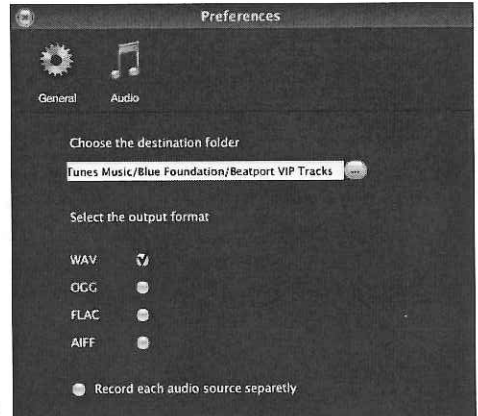 Preferences
General Audio
Choose the destination folder
Tunes Music/Blue Foundation/Beatport VIP Tracks ...
Select the output format
WAV
OGG
FLAC
AIFF
Record each audio source separetly